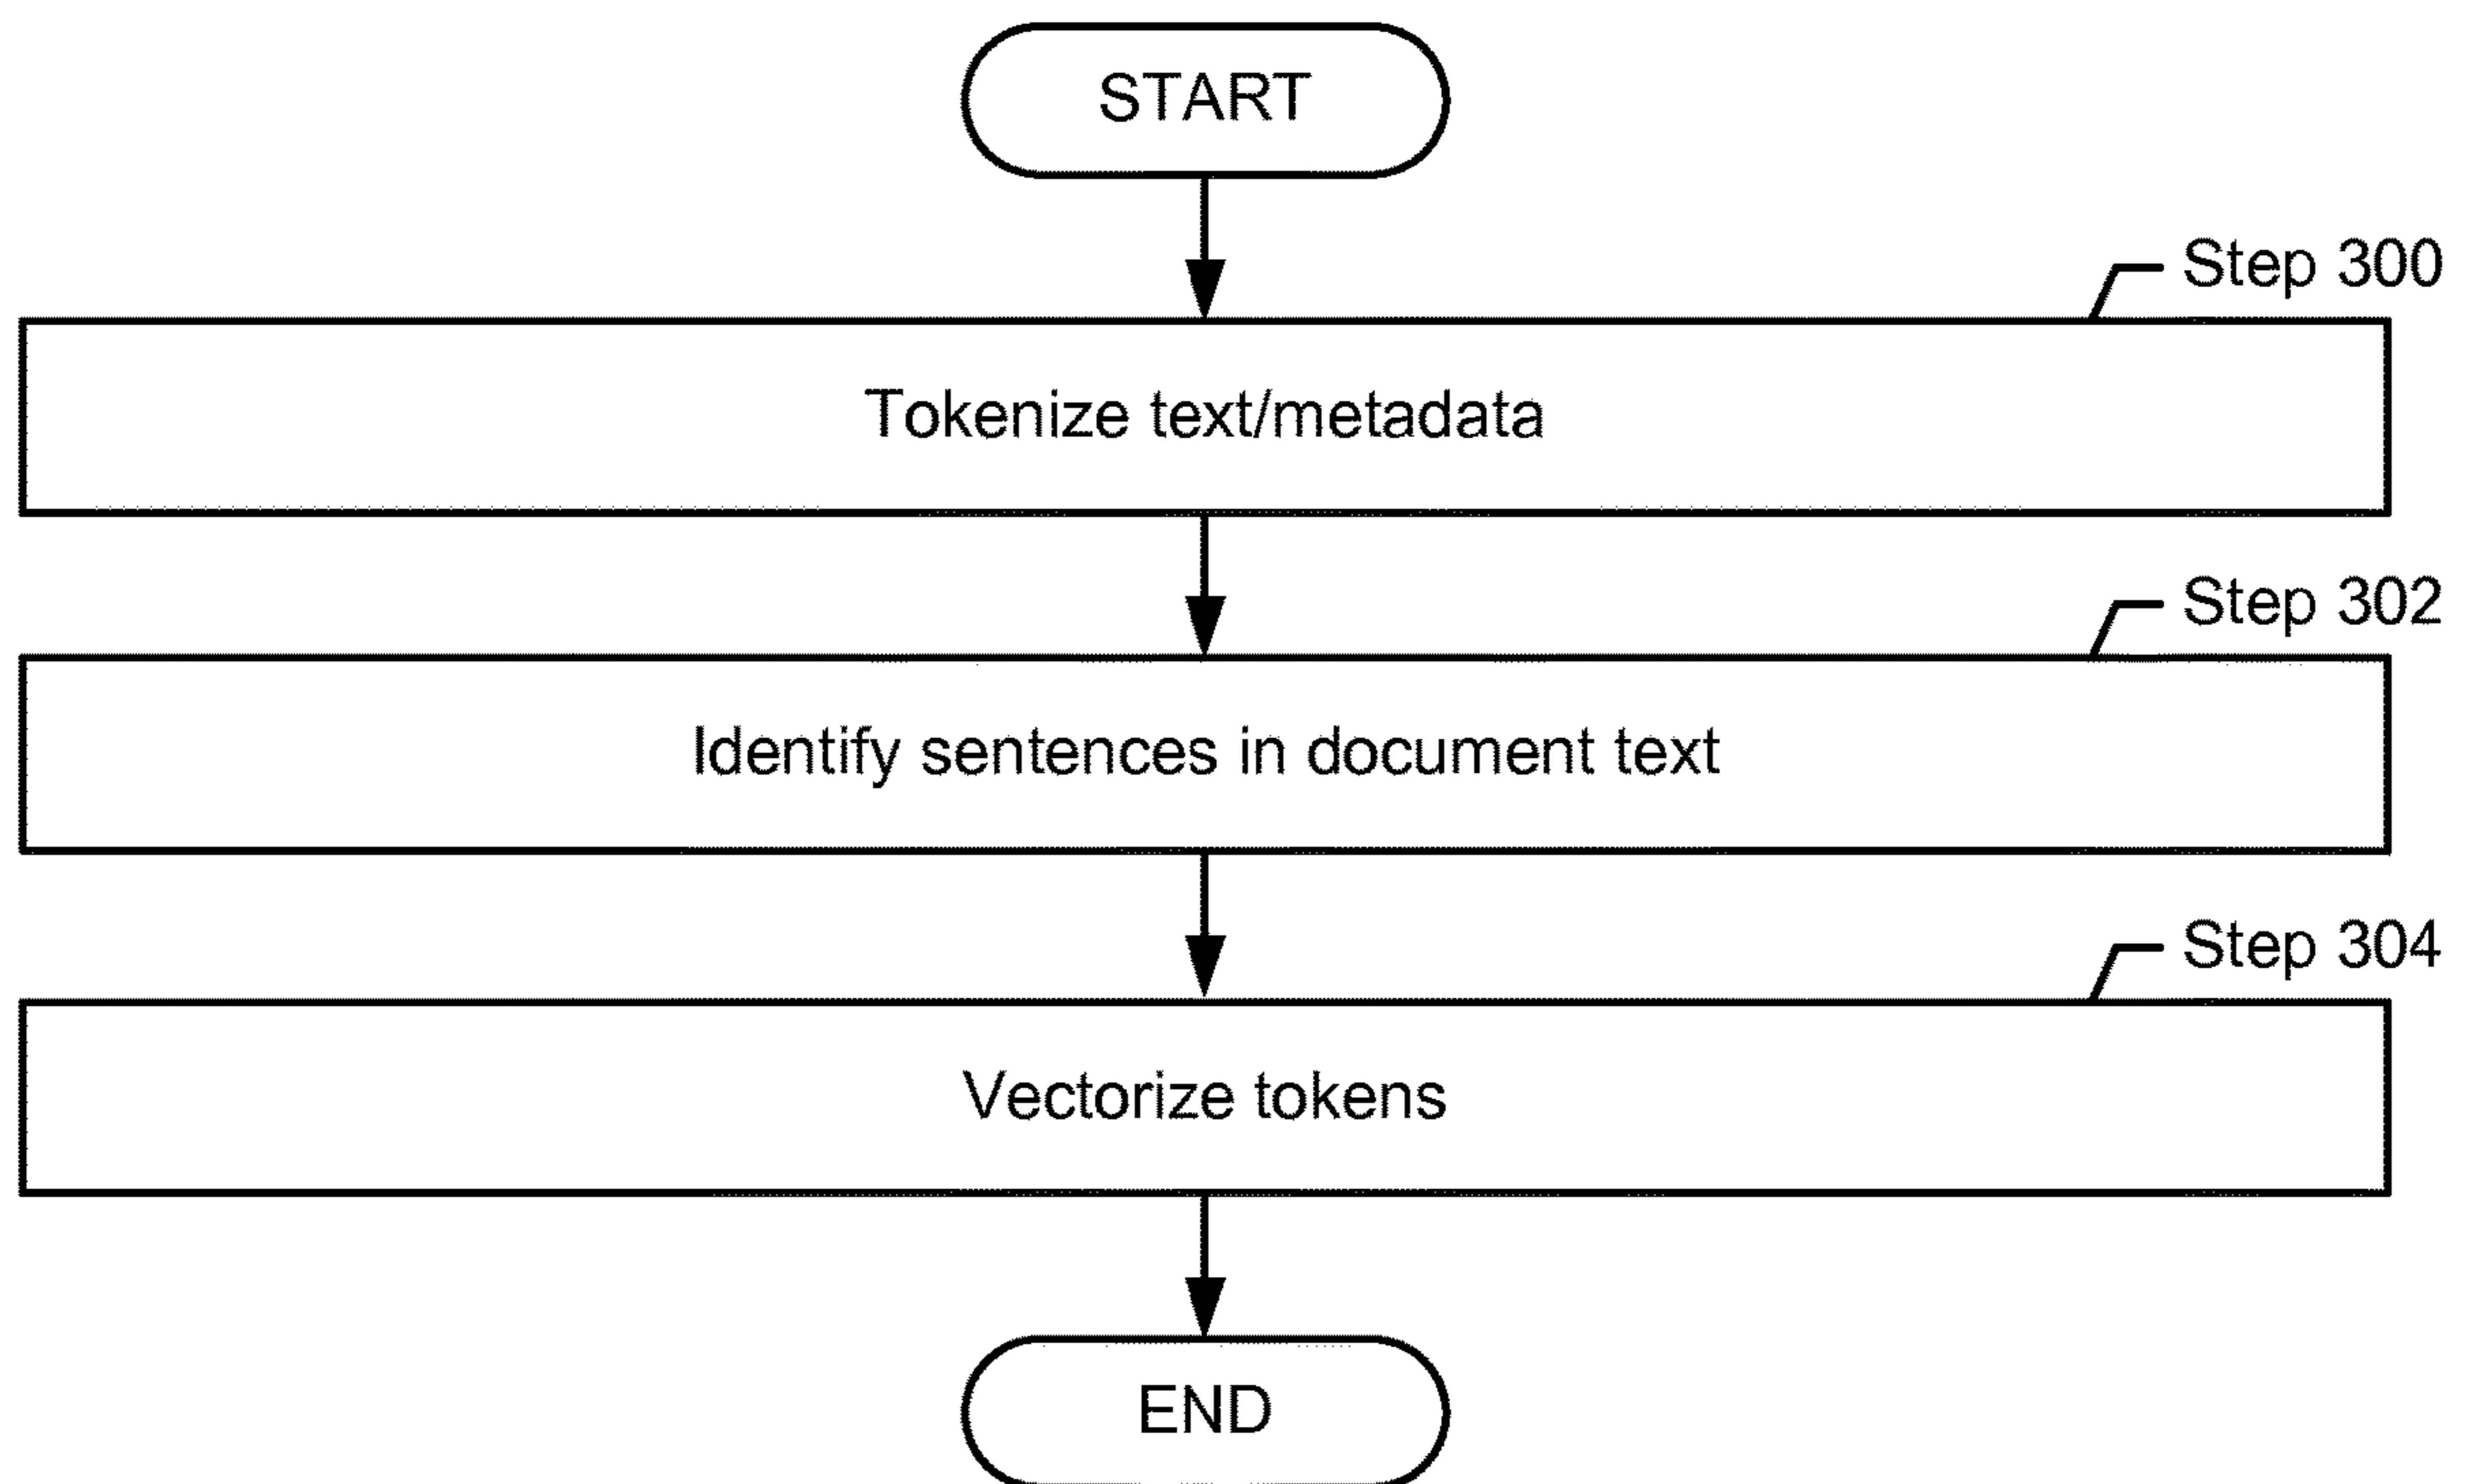 START
Step 300
Tokenize text/metadata
Step 302
Identify sentences in document text
Step 304
Vectorize tokens
END